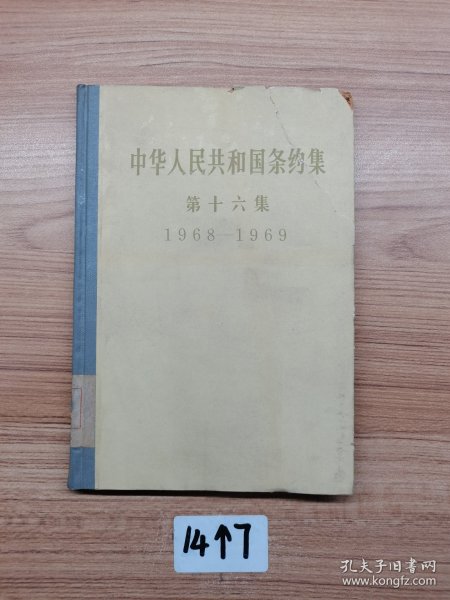 中华人民共和国条约集
第十六集
1968—1969
14↑7
孔夫子旧书网
www.kongfz.com